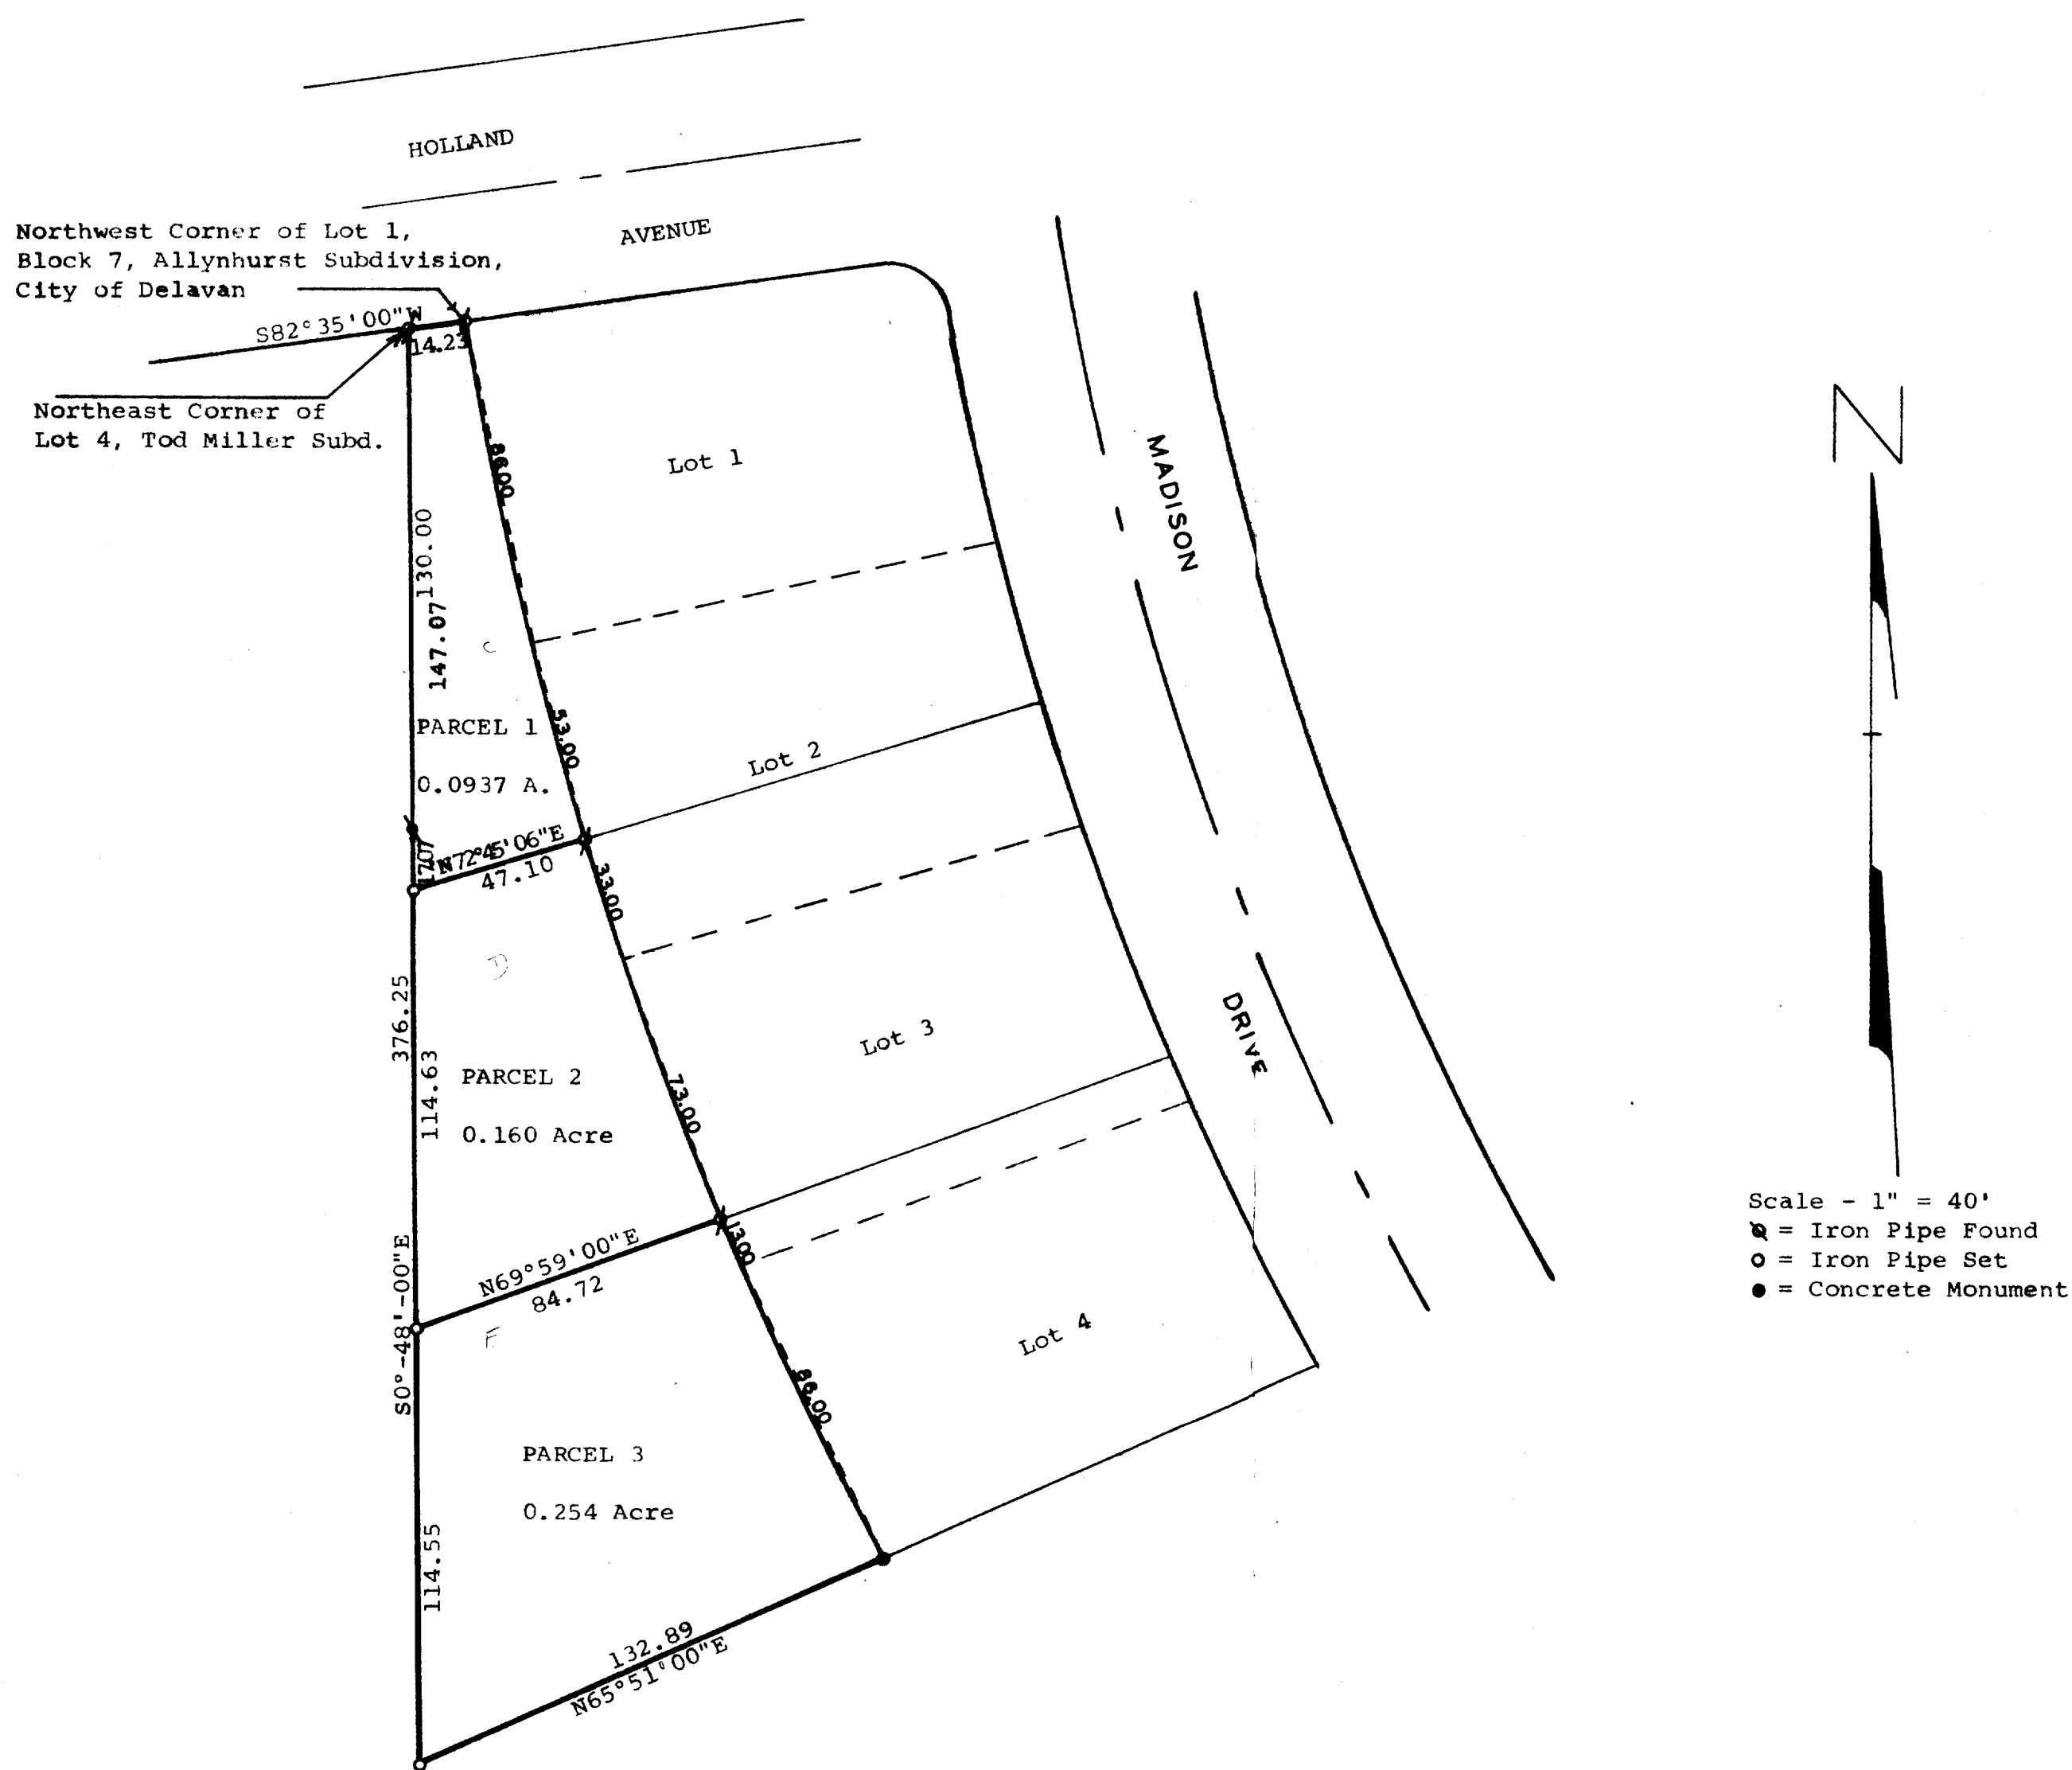 HOLLAND
AVENUE
Northwest Corner of Lot 1,
Block 7, Allynhurst Subdivision,
City of Delavan
S82°35'00"W
14.23
Northeast Corner of
Lot 4, Tod Miller Subd.
86.00
Lot 1
MADISON
N
130.00
147.07
C
53.00
PARCEL 1
0.0937 A.
Lot 2
17.07
N72°45'06"E
47.10
33.00
D
376.25
114.63
PARCEL 2
0.160 Acre
73.00
Lot 3
DRIVE
S0°-48'-00"E
N69°59'00"E
84.72
13.00
Scale - 1" = 40'
= Iron Pipe Found
= Iron Pipe Set
= Concrete Monument
86.00
Lot 4
PARCEL 3
0.254 Acre
114.55
132.89
N65°51'00"E